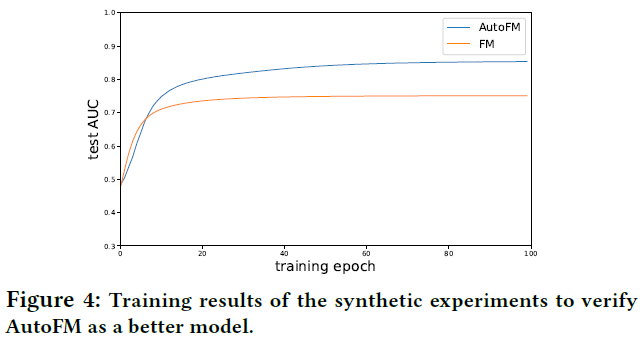 1.0
AutoFM
FM
0.9
0.8
0.7
0.6
0.5
0.4
0.3
test AUC
0 20 40 60 80 100
training epoch
Figure 4: Training results of the synthetic experiments to verify
AutoFM as a better model.